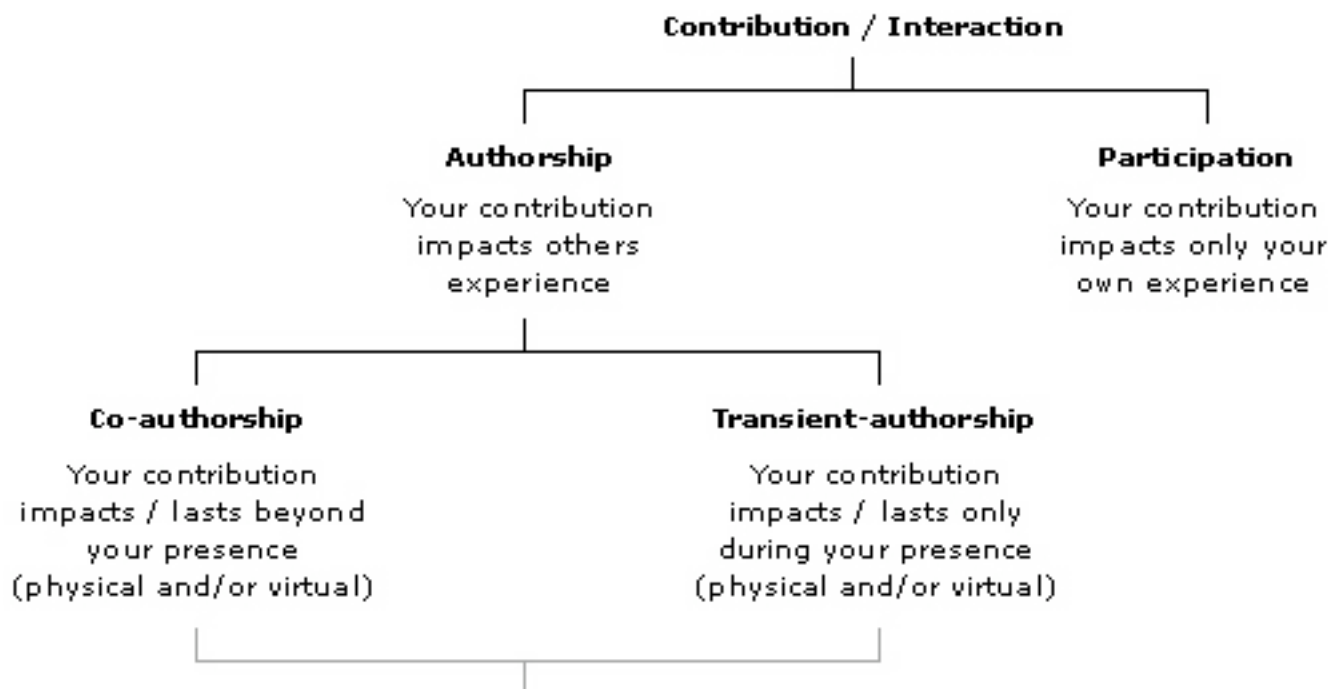 Contribution / Interaction
Authorship
Your contribution
impacts others
experience
Participation
Your contribution
impacts only your
own experience
Co-authorship
Your contribution
impacts / lasts beyond
your presence
(physical and/or virtual)
Transient-authorship
Your contribution
impacts / lasts only
during your presence
(physical and/or virtual)